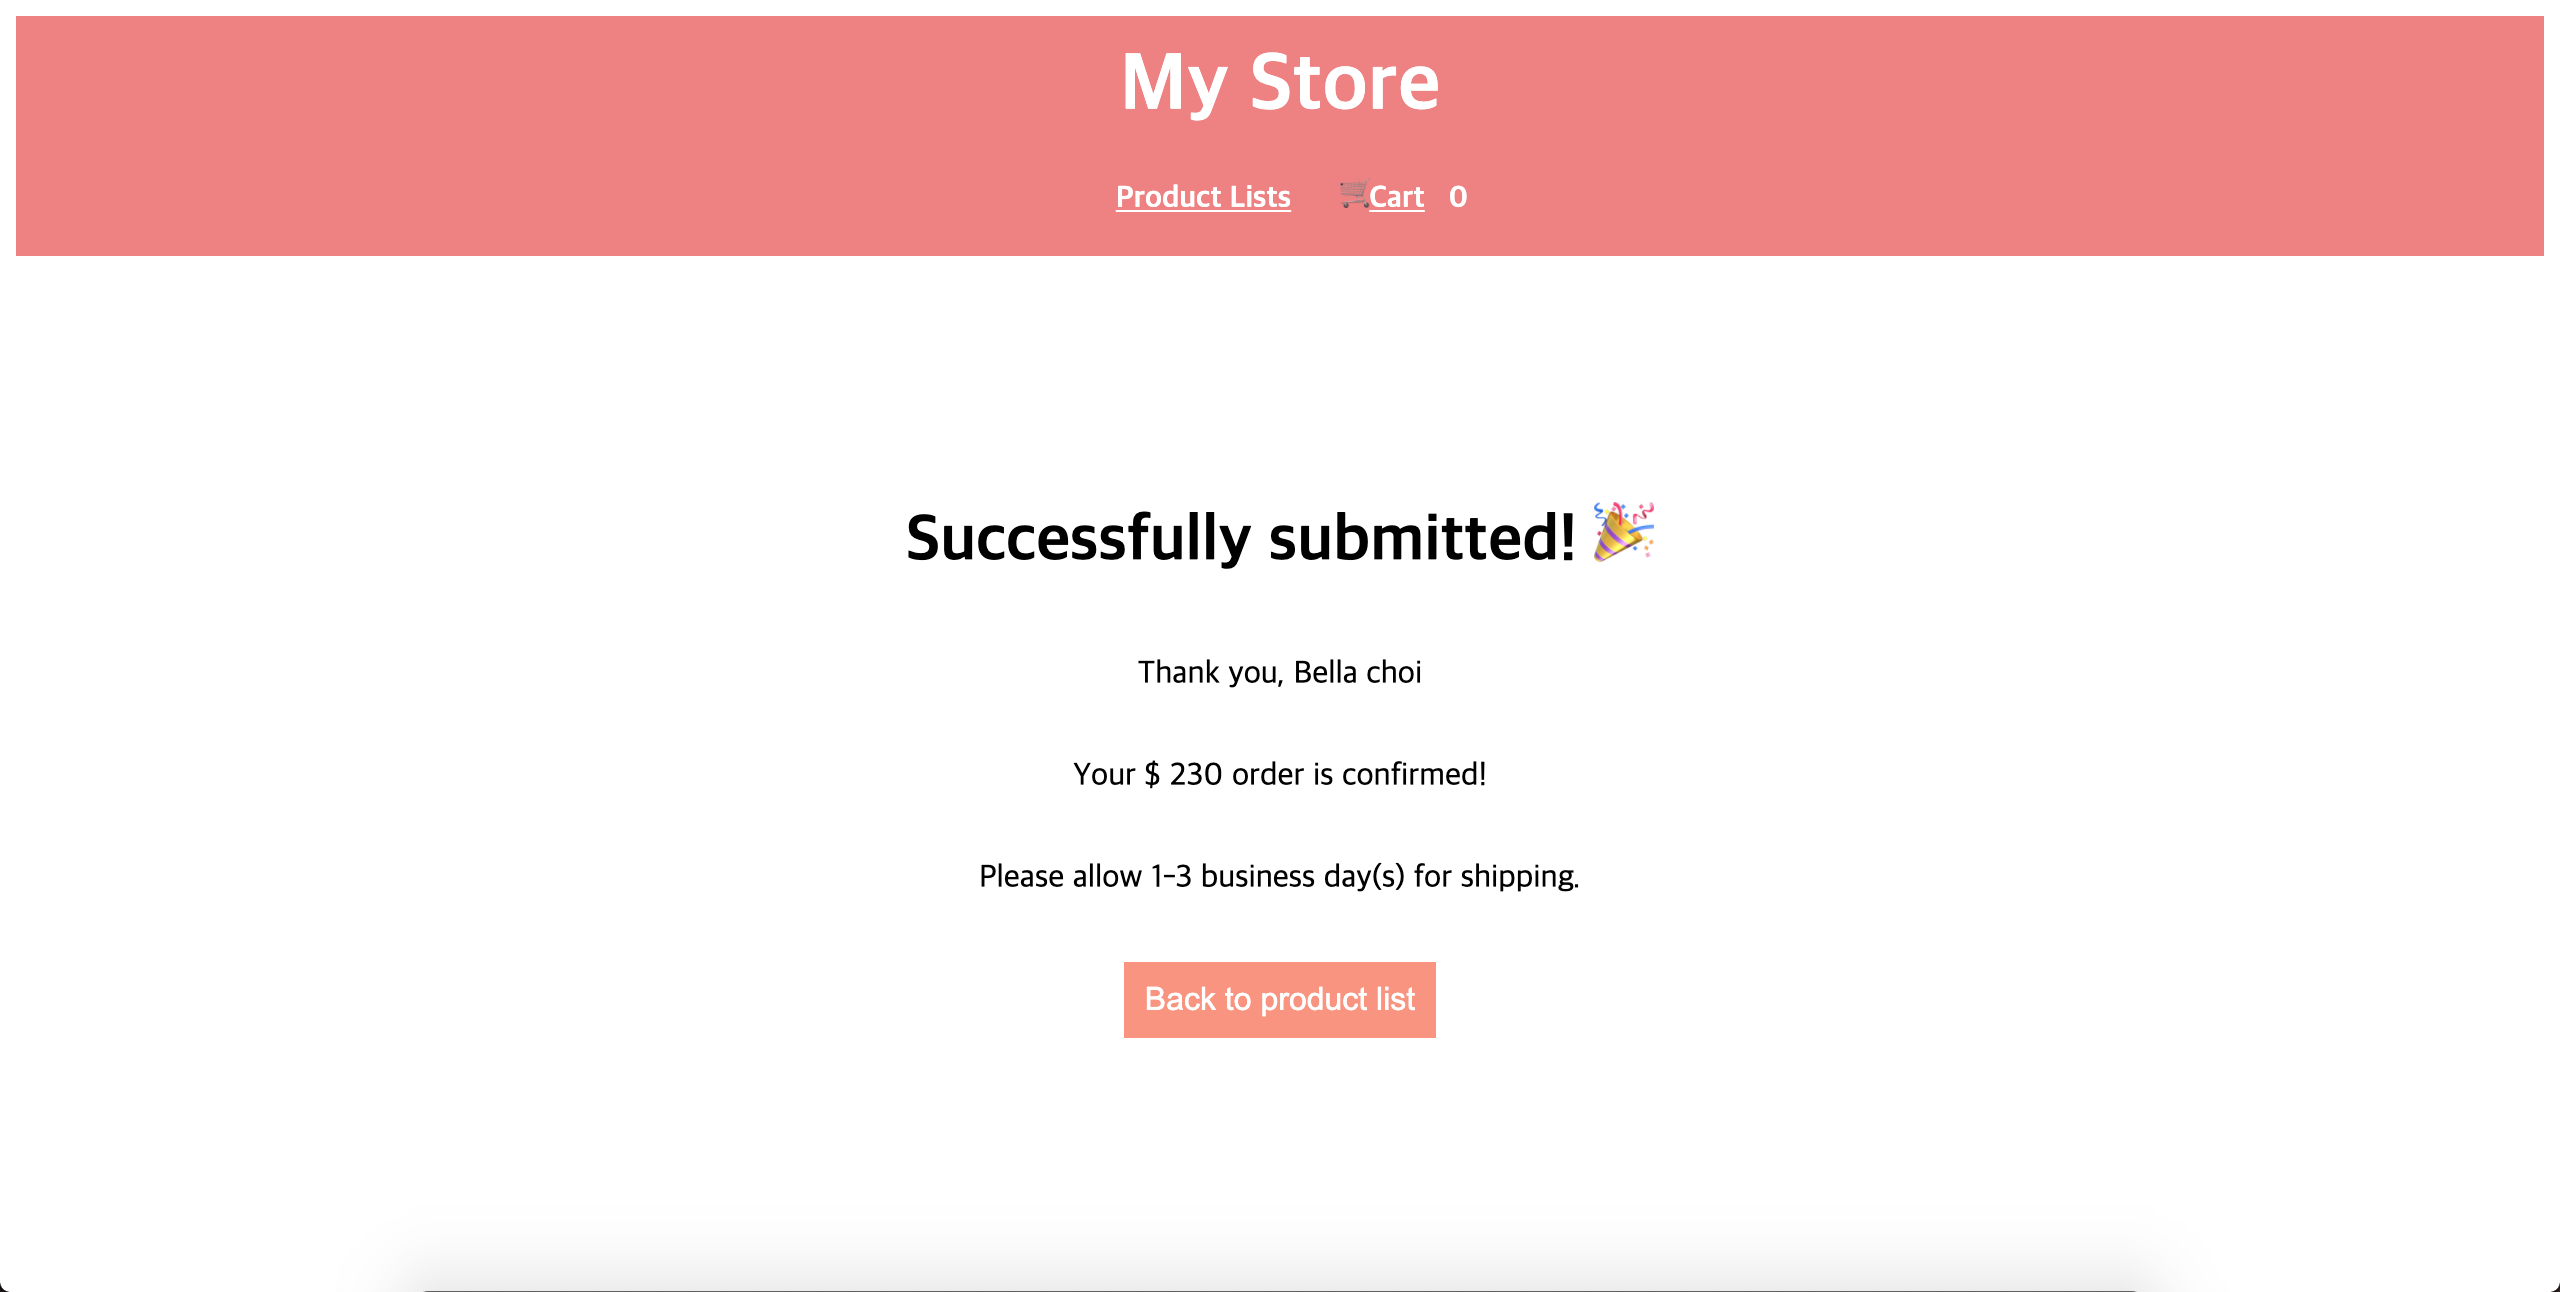 My Store
Product Lists 🛒Cart 0
Successfully submitted! 🎉
Thank you, Bella choi
Your $ 230 order is confirmed!
Please allow 1-3 business day(s) for shipping.
Back to product list